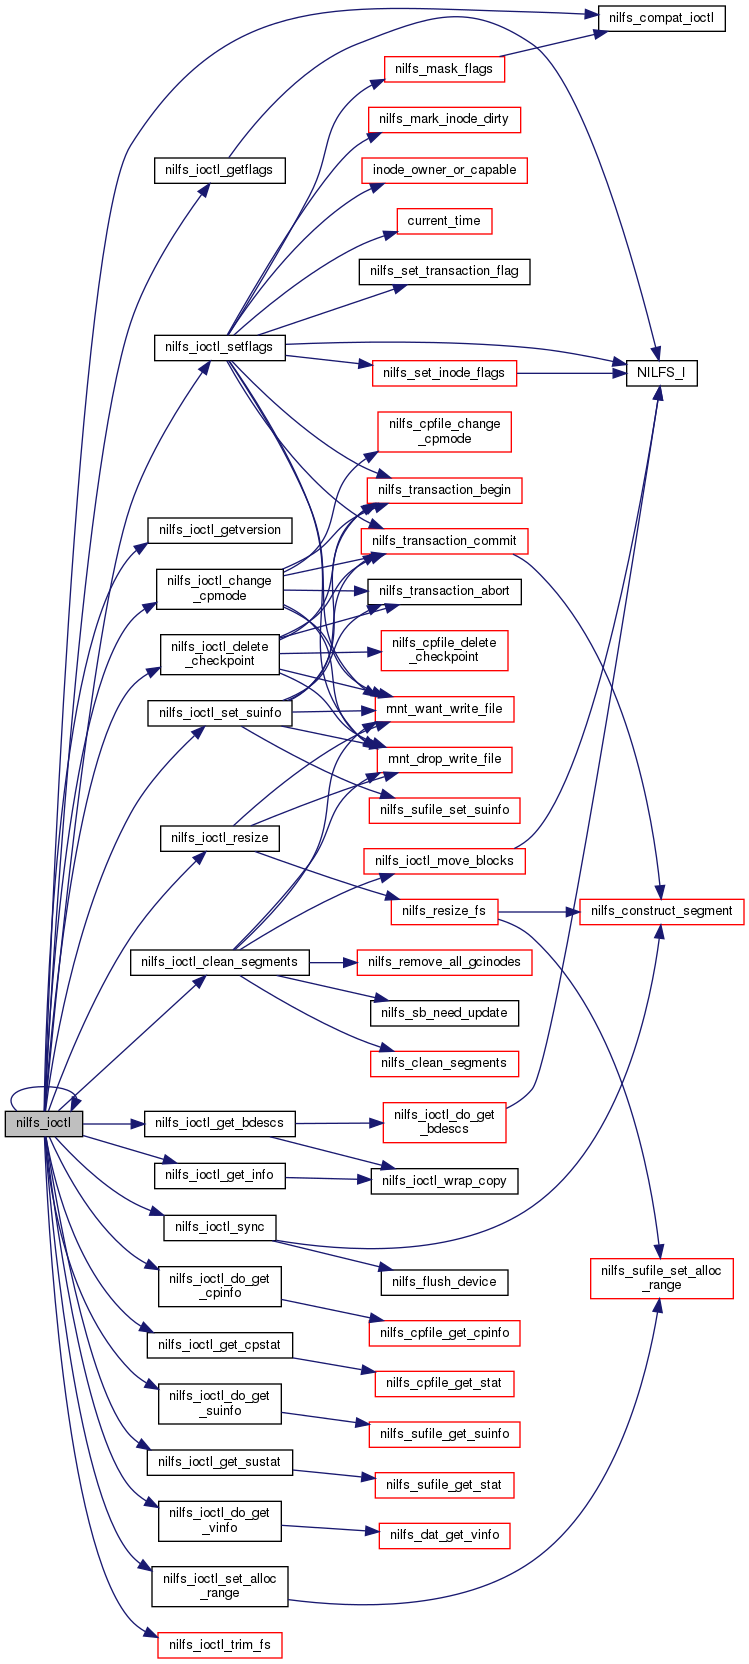 nilfs_compat_ioctl
nilfs_mask_flags
nilfs_mark_inode_dirty
nilfs_ioctl_getflags
inode_owner_or_capable
current_time
nilfs_set_transaction_flag
nilfs_ioctl_setflags
nilfs_set_inode_flags
NILFS_I
nilfs_cpfile_change
_cpmode
nilfs_transaction_begin
nilfs_ioctl_getversion
nilfs_transaction_commit
nilfs_ioctl_change
_cpmode
nilfs_transaction_abort
nilfs_ioctl_delete
_checkpoint
nilfs_cpfile_delete
_checkpoint
nilfs_ioctl_set_suinfo
mnt_want_write_file
mnt_drop_write_file
nilfs_sufile_set_suinfo
nilfs_ioctl_resize
nilfs_ioctl_move_blocks
nilfs_resize_fs
nilfs_construct_segment
nilfs_ioctl_clean_segments
nilfs_remove_all_gcinodes
nilfs_sb_need_update
nilfs_clean_segments
nilfs_ioctl
nilfs_ioctl_get_bdescs
nilfs_ioctl_do_get
_bdescs
nilfs_ioctl_get_info
nilfs_ioctl_wrap_copy
nilfs_ioctl_sync
nilfs_ioctl_do_get
_cpinfo
nilfs_flush_device
nilfs_sufile_set_alloc
_range
nilfs_cpfile_get_cpinfo
nilfs_ioctl_get_cpstat
nilfs_cpfile_get_stat
nilfs_ioctl_do_get
_suinfo
nilfs_sufile_get_suinfo
nilfs_ioctl_get_sustat
nilfs_sufile_get_stat
nilfs_ioctl_do_get
_vinfo
nilfs_dat_get_vinfo
nilfs_ioctl_set_alloc
_range
nilfs_ioctl_trim_fs